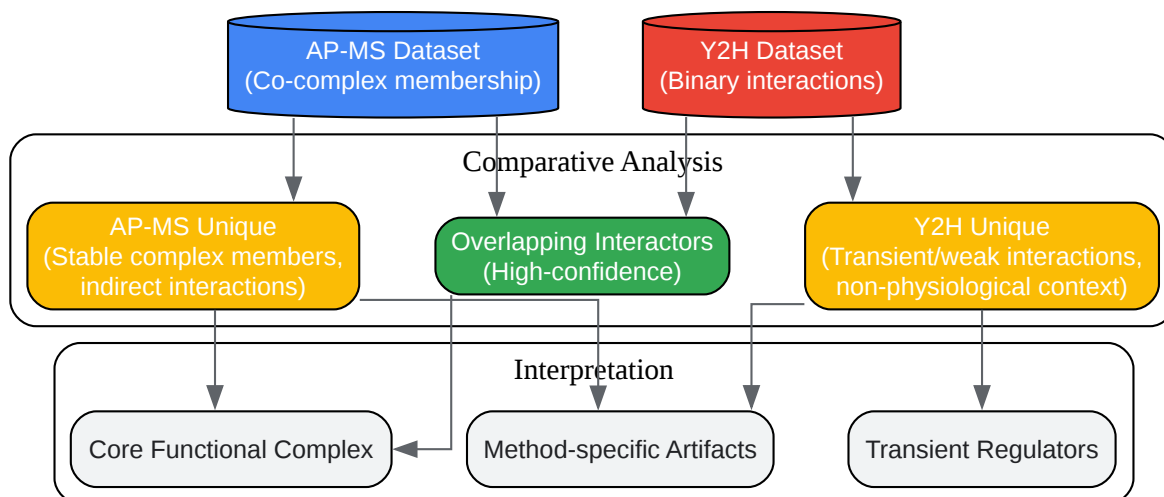 AP-MS Dataset
(Co-complex membership)
Y2H Dataset
(Binary interactions)
Comparative Analysis
AP-MS Unique
(Stable complex members,
indirect interactions)
Overlapping Interactors
(High-confidence)
Y2H Unique
(Transient/weak interactions,
non-physiological context)
Interpretation
Core Functional Complex
Method-specific Artifacts
Transient Regulators